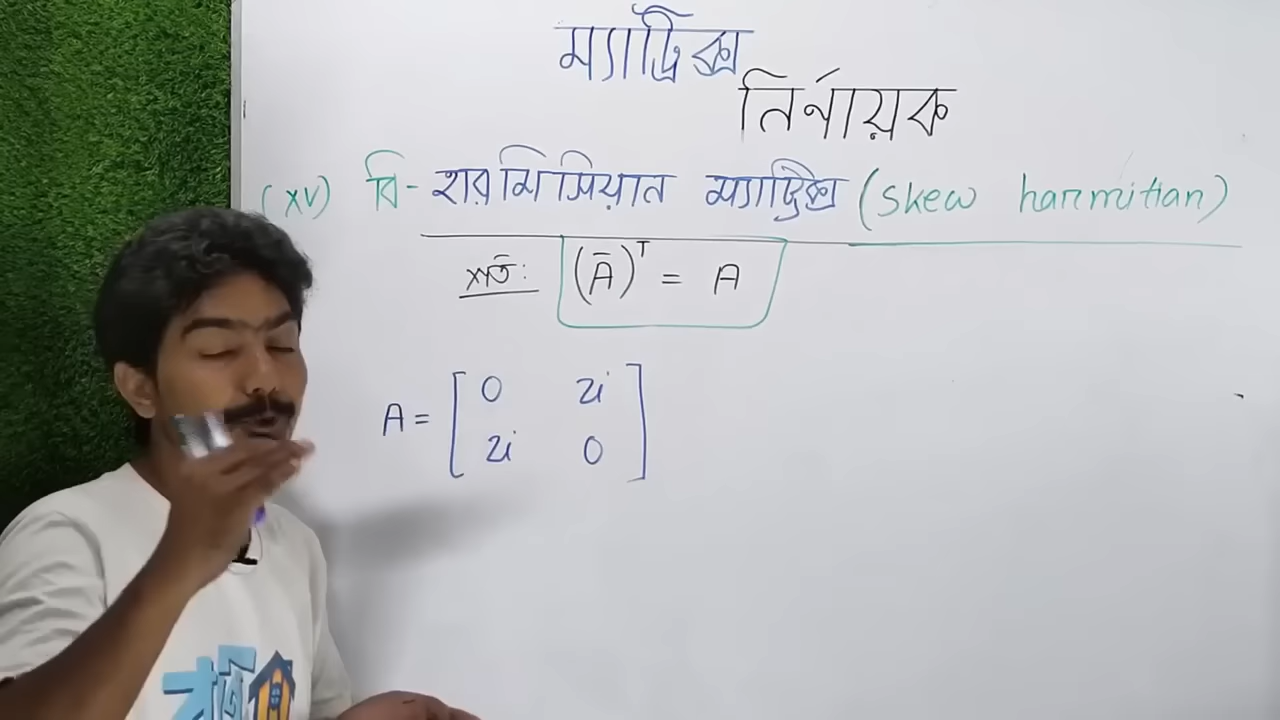 ম্যাট্রিক্স
নির্নায়ক
(xv) বি-হারমিসিয়ান ম্যাট্রিক্স (skew harmitian)
শর্ত: (Ā)ᵀ = A
A = [ 0 2i
2i 0 ]